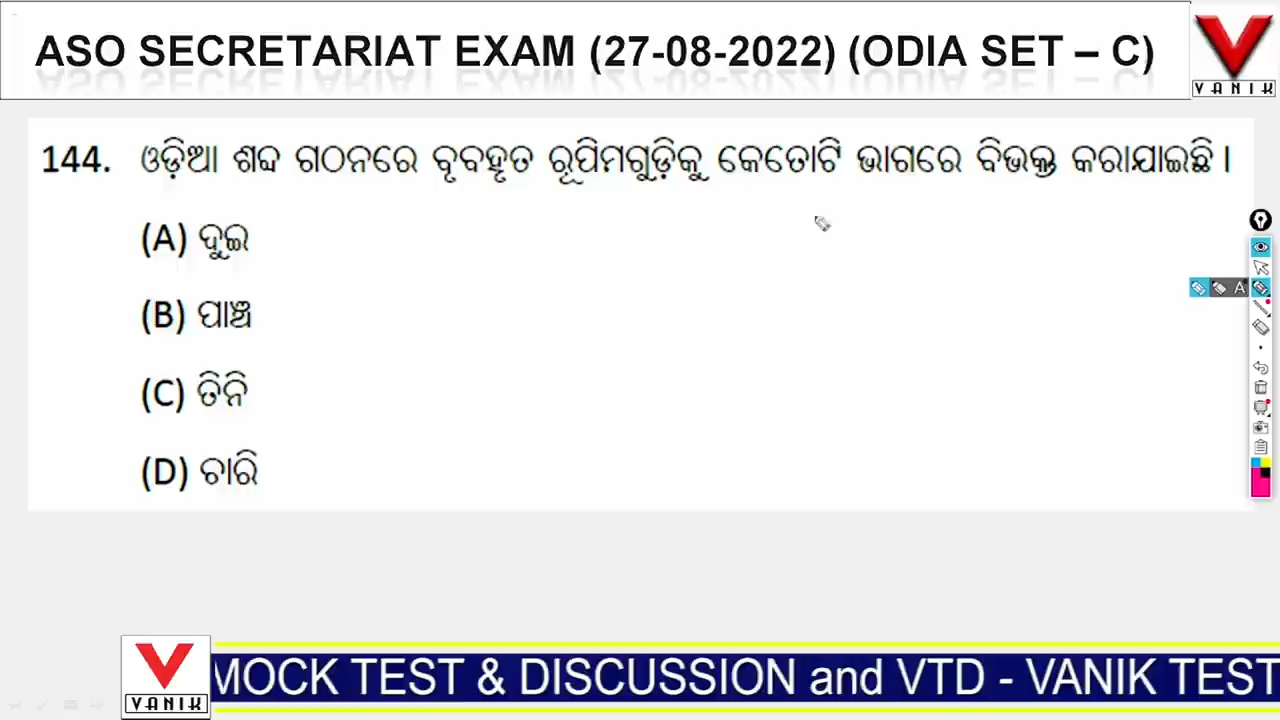 ASO SECRETARIAT EXAM (27-08-2022) (ODIA SET – C)
VANIK
144. ଓଡ଼ିଆ ଶବ୍ଦ ଗଠନରେ ବୃବହୃତ ରୂପିମଗୁଡ଼ିକୁ କେତୋଟି ଭାଗରେ ବିଭକ୍ତ କରାଯାଇଛି ।
(A) ଦୁଇ
(B) ପାଞ୍ଚ
(C) ତିନି
(D) ଚାରି
VANIK
MOCK TEST & DISCUSSION and VTD - VANIK TEST